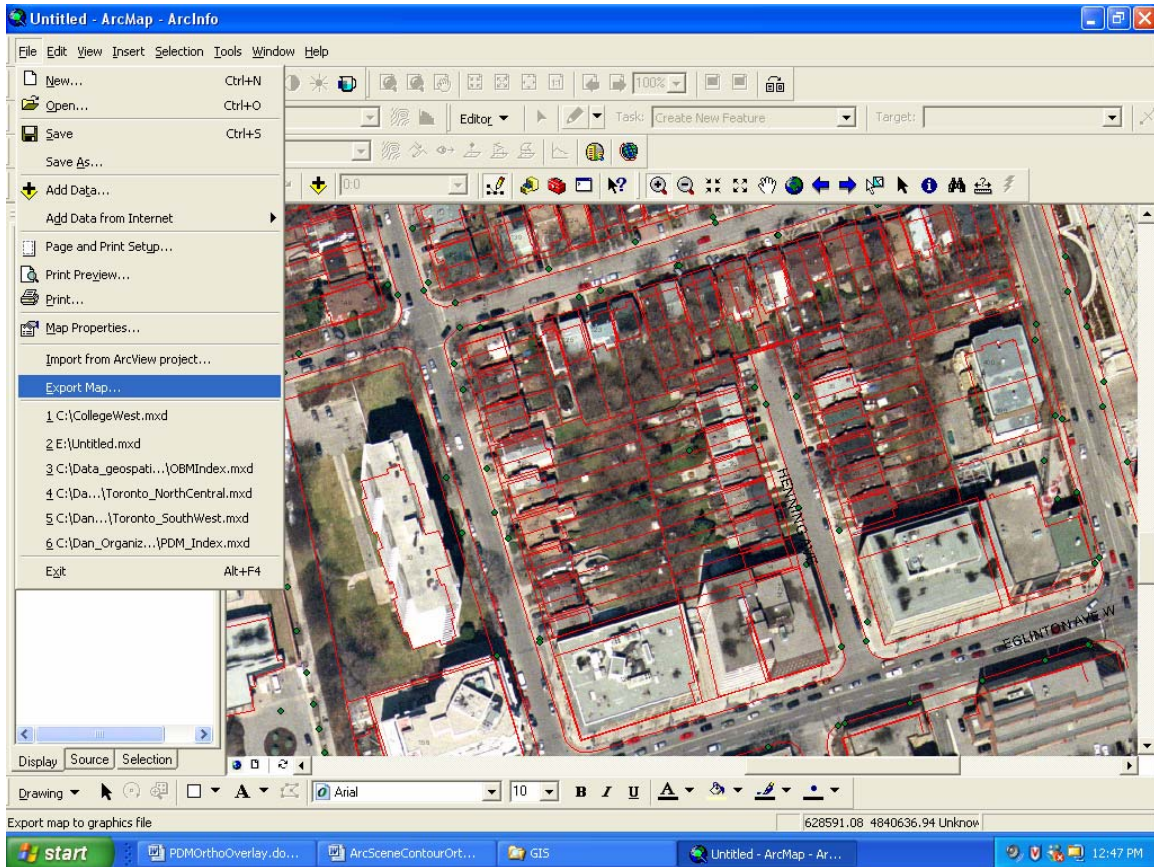 Untitled - ArcMap - ArcInfo
File Edit View Insert Selection Tools Window Help
New... Ctrl+N
Open... Ctrl+O
Save Ctrl+S
Save As...
Add Data...
Add Data from Internet
Page and Print Setup...
Print Preview...
Print...
Map Properties...
Import from ArcView project...
Export Map...
1 C:\CollegeWest.mxd
2 E:\Untitled.mxd
3 C:\Data_geospati...\OBMIndex.mxd
4 C:\Da...\Toronto_NorthCentral.mxd
5 C:\Dan...\Toronto_SouthWest.mxd
6 C:\Dan_Organiz...\PDM_Index.mxd
Exit Alt+F4
100%
Editor Task: Create New Feature Target:
0:0
HENNING AVE
EGLINTON AVE W
Display Source Selection
Drawing A Arial 10 B I U A
Export map to graphics file 628591.08 4840636.94 Unknow
start PDMOrthoOverlay.do... ArcSceneContourOrt... GIS Untitled - ArcMap - Ar... 12:47 PM